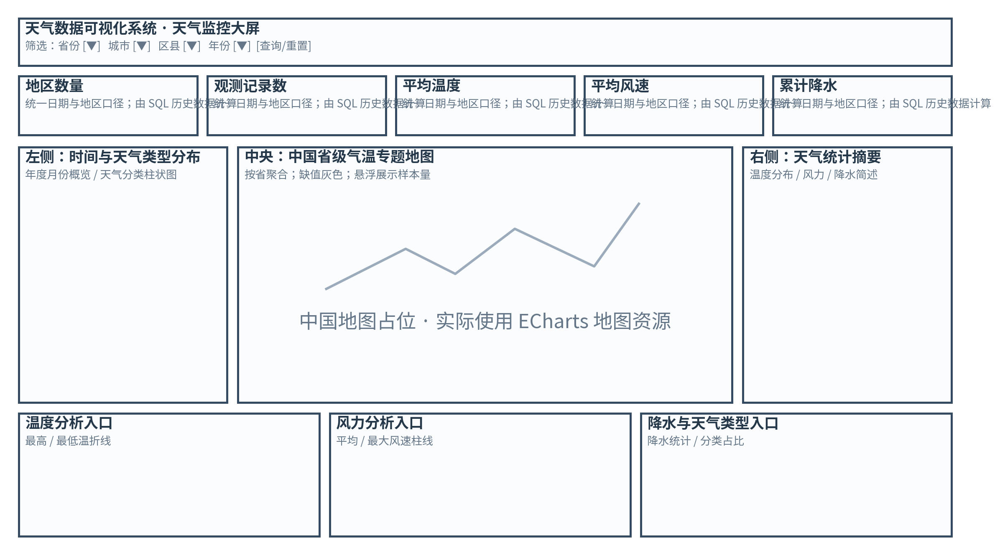 天气数据可视化系统 · 天气监控大屏
筛选：省份 [▼]   城市 [▼]   区县 [▼]   年份 [▼]  [查询/重置]
地区数量
统一日期与地区口径；由 SQL 历史数据计算
观测记录数
统一日期与地区口径；由 SQL 历史数据计算
平均温度
统一日期与地区口径；由 SQL 历史数据计算
平均风速
统一日期与地区口径；由 SQL 历史数据计算
累计降水
统一日期与地区口径；由 SQL 历史数据计算
左侧：时间与天气类型分布
年度月份概览 / 天气分类柱状图
中央：中国省级气温专题地图
按省聚合；缺值灰色；悬浮展示样本量
中国地图占位 · 实际使用 ECharts 地图资源
右侧：天气统计摘要
温度分布 / 风力 / 降水简述
温度分析入口
最高 / 最低温折线
风力分析入口
平均 / 最大风速柱线
降水与天气类型入口
降水统计 / 分类占比